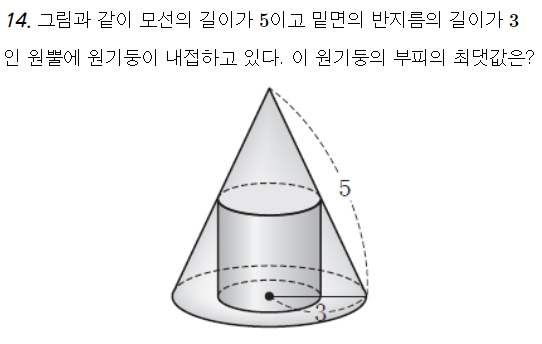 14. 그림과 같이 모선의 길이가 5이고 밑면의 반지름의 길이가 3
인 원뿔에 원기둥이 내접하고 있다. 이 원기둥의 부피의 최댓값은?
5
3